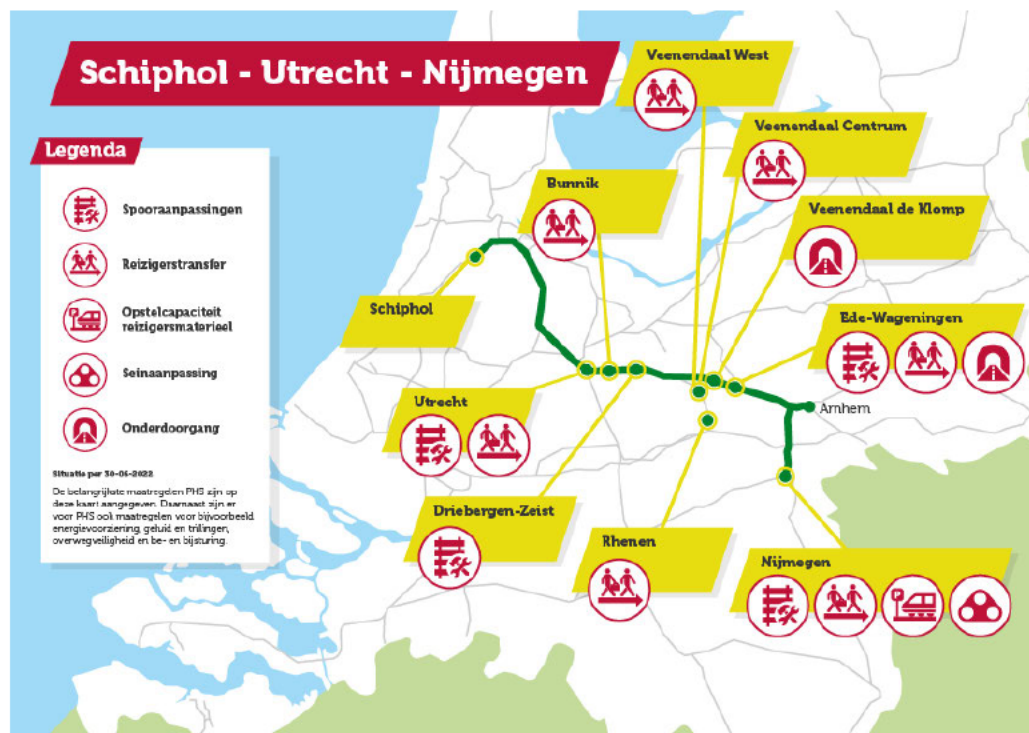 Schiphol - Utrecht - Nijmegen
Veenendaal West
Veenendaal Centrum
Bunnik
Veenendaal de Klomp
Schiphol
Ede-Wageningen
Arnhem
Utrecht
Driebergen-Zeist
Rhenen
Nijmegen
Legenda
Spooraanpassingen
Reizigerstransfer
Opstelcapaciteit
reizigersmaterieel
Seinaanpassing
Onderdoorgang
Situatie per 30-06-2022
De belangrijkste maatregelen PHS zijn op
deze kaart aangegeven. Daarnaast zijn er
voor PHS ook maatregelen voor bijvoorbeeld
energievoorziening, geluid en trillingen,
overwegveiligheid en be- en bijsturing.